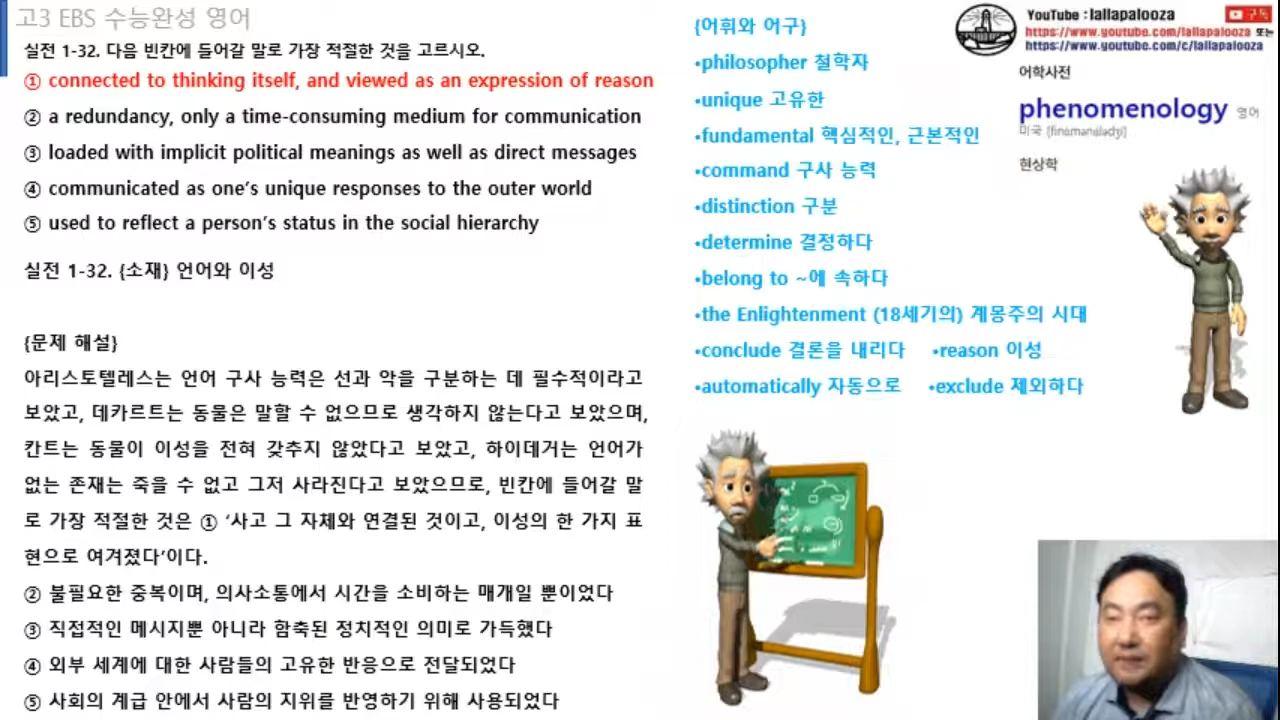 고3 EBS 수능완성 영어
실전 1-32. 다음 빈칸에 들어갈 말로 가장 적절한 것을 고르시오.
① connected to thinking itself, and viewed as an expression of reason
② a redundancy, only a time-consuming medium for communication
③ loaded with implicit political meanings as well as direct messages
④ communicated as one's unique responses to the outer world
⑤ used to reflect a person's status in the social hierarchy
실전 1-32. {소재} 언어와 이성
{문제 해설}
아리스토텔레스는 언어 구사 능력은 선과 악을 구분하는 데 필수적이라고
보았고, 데카르트는 동물은 말할 수 없으므로 생각하지 않는다고 보았으며,
칸트는 동물이 이성을 전혀 갖추지 않았다고 보았고, 하이데거는 언어가
없는 존재는 죽을 수 없고 그저 사라진다고 보았으므로, 빈칸에 들어갈 말
로 가장 적절한 것은 ① '사고 그 자체와 연결된 것이고, 이성의 한 가지 표
현으로 여겨졌다'이다.
② 불필요한 중복이며, 의사소통에서 시간을 소비하는 매개일 뿐이었다
③ 직접적인 메시지뿐 아니라 함축된 정치적인 의미로 가득했다
④ 외부 세계에 대한 사람들의 고유한 반응으로 전달되었다
⑤ 사회의 계급 안에서 사람의 지위를 반영하기 위해 사용되었다
{어휘와 어구}
•philosopher 철학자
•unique 고유한
•fundamental 핵심적인, 근본적인
•command 구사 능력
•distinction 구분
•determine 결정하다
•belong to ~에 속하다
•the Enlightenment (18세기의) 계몽주의 시대
•conclude 결론을 내리다 •reason 이성
•automatically 자동으로 •exclude 제외하다
YouTube : lallapalooza 구독
https://www.youtube.com/lallapalooza 또는
https://www.youtube.com/c/lallapalooza
어학사전
phenomenology 영어
미국
현상학